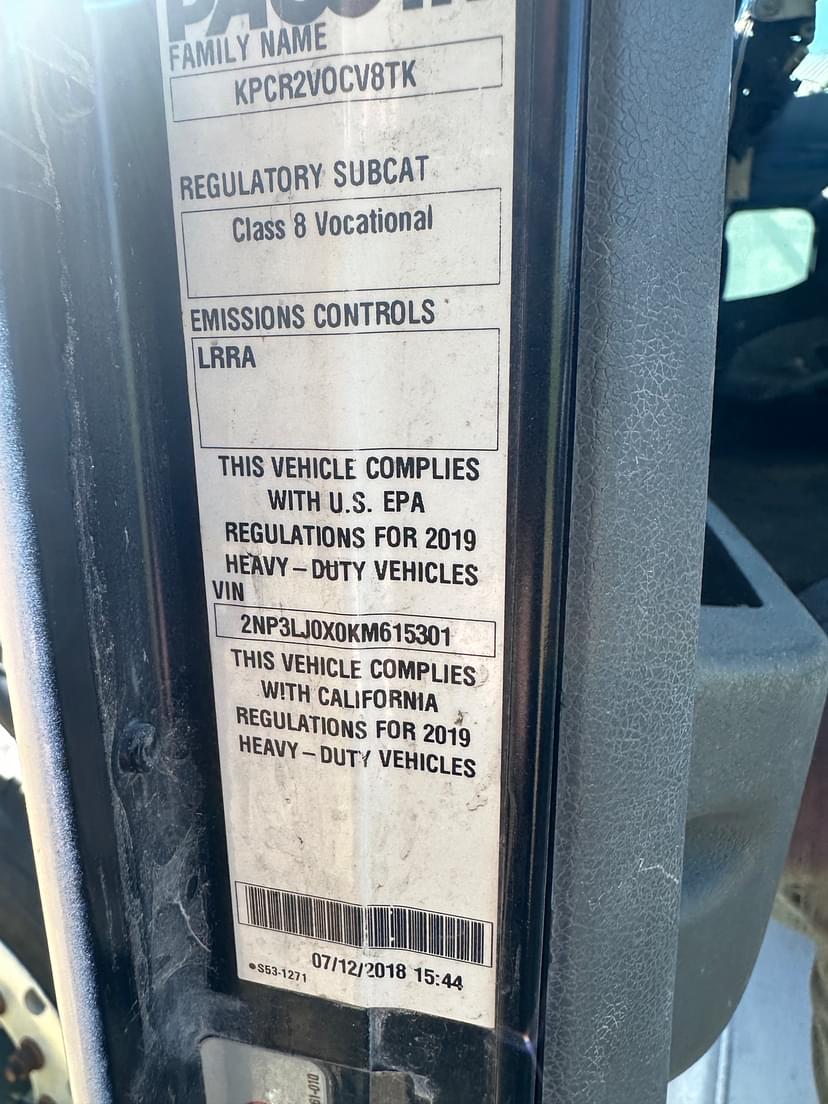 FAMILY NAME
KPCR2VOCV8TK
REGULATORY SUBCAT
Class 8 Vocational
EMISSIONS CONTROLS
LRRA
THIS VEHICLE COMPLIES
WITH U.S. EPA
REGULATIONS FOR 2019
HEAVY-DUTY VEHICLES
VIN
2NP3LJ0X0KM615301
THIS VEHICLE COMPLIES
WITH CALIFORNIA
REGULATIONS FOR 2019
HEAVY-DUTY VEHICLES
S53-1271
07/12/2018 15:44